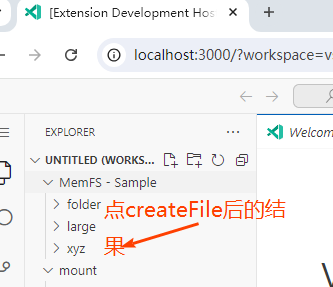 [Extension Development Hos
localhost:3000/?workspace=v
EXPLORER
Welcome
UNTITLED (WORKS...
MemFS - Sample
folder
large
xyz
mount
点createFile后的结
果